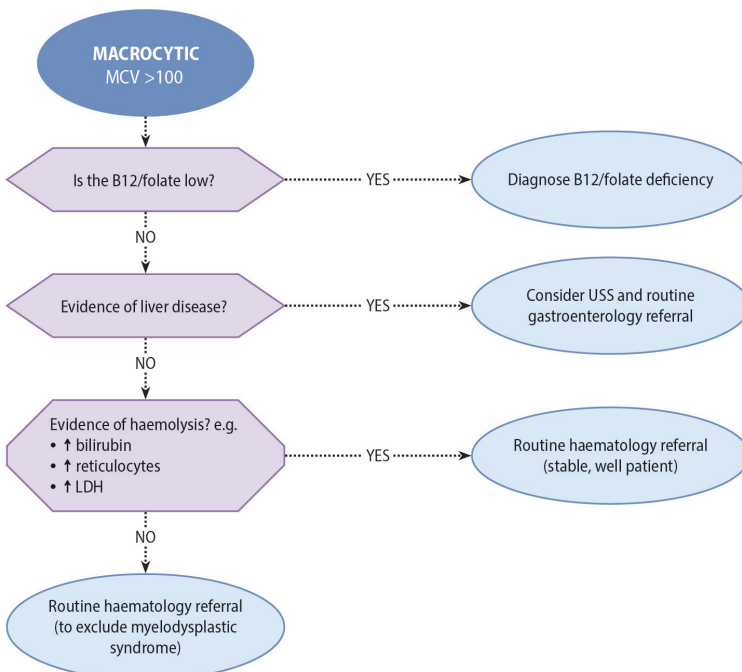 MACROCYTIC
MCV >100
Is the B12/folate low?
YES
Diagnose B12/folate deficiency
NO
Evidence of liver disease?
YES
Consider USS and routine
gastroenterology referral
NO
Evidence of haemolysis? e.g.
• ↑ bilirubin
• ↑ reticulocytes
• ↑ LDH
YES
Routine haematology referral
(stable, well patient)
NO
Routine haematology referral
(to exclude myelodysplastic
syndrome)